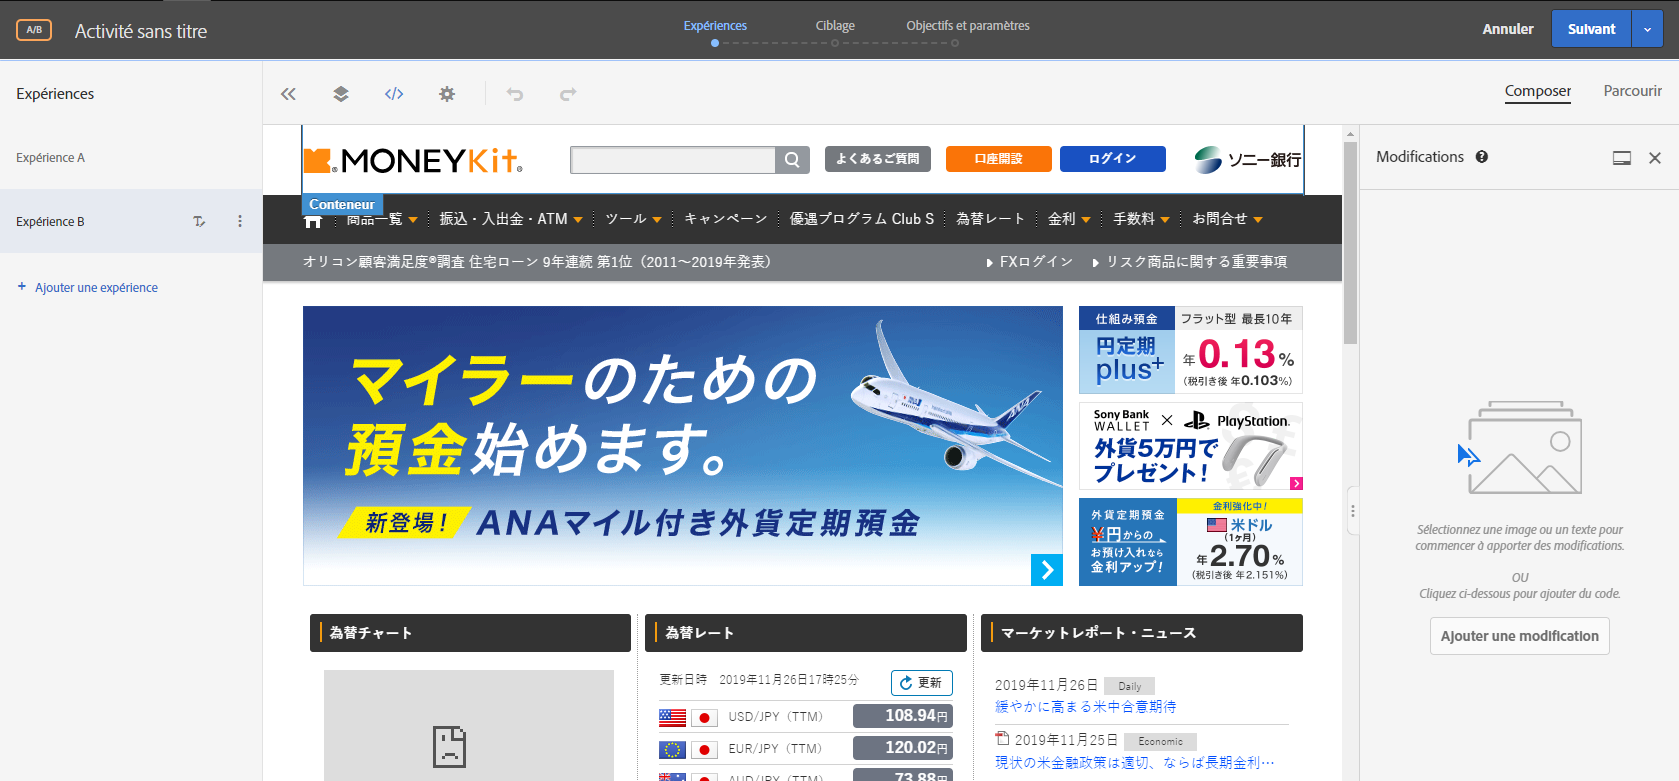 A/B
Activité sans titre
Expériences
Ciblage
Objectifs et paramètres
Annuler
Suivant
Expériences
Composer
Parcourir
Expérience A
Expérience B
+ Ajouter une expérience
MONEYKit
よくあるご質問
口座開設
ログイン
ソニー銀行
Conteneur
商品一覧
振込・入出金・ATM
ツール
キャンペーン
優遇プログラム Club S
為替レート
金利
手数料
お問合せ
オリコン顧客満足度®調査 住宅ローン 9年連続 第1位（2011～2019年発表）
FXログイン
リスク商品に関する重要事項
マイラーのための
預金始めます。
新登場！ ANAマイル付き外貨定期預金
仕組み預金 フラット型 最長10年
円定期
plus+
年0.13%
（税引き後 年0.103%）
Sony Bank
WALLET × PlayStation.
外貨5万円で
プレゼント！
外貨定期預金
円からの
お預け入れなら
金利アップ！
金利強化中！
米ドル
（1ヶ月）
年2.70%
（税引き後 年2.151%）
為替チャート
為替レート
更新日時 2019年11月26日17時25分
更新
USD/JPY（TTM） 108.94円
EUR/JPY（TTM） 120.02円
AUD/JPY（TTM） 73.88円
マーケットレポート・ニュース
2019年11月26日 Daily
緩やかに高まる米中合意期待
2019年11月25日 Economic
現状の米金融政策は適切、ならば長期金利…
Modifications
Sélectionnez une image ou un texte pour
commencer à apporter des modifications.
OU
Cliquez ci-dessous pour ajouter du code.
Ajouter une modification